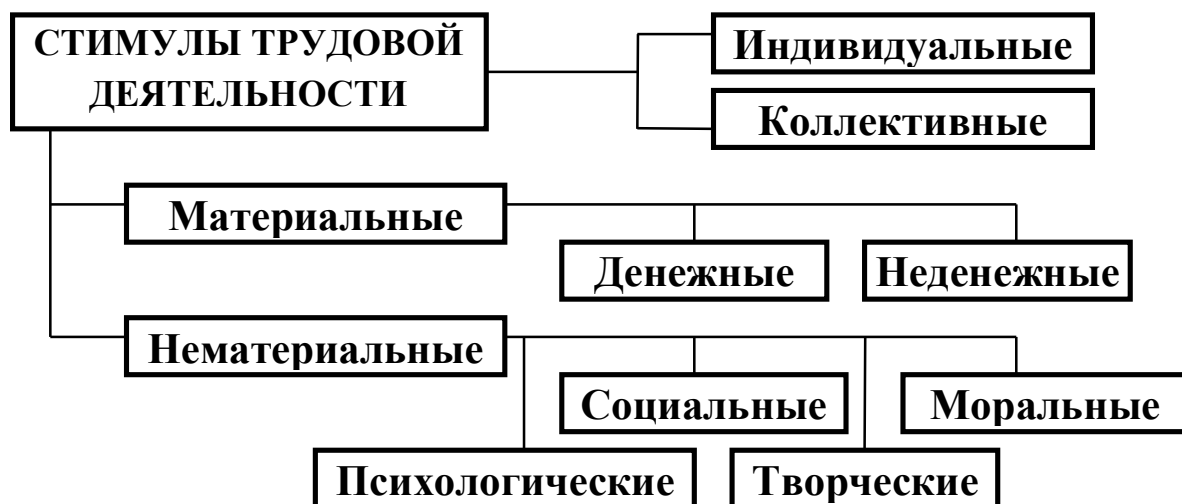 СТИМУЛЫ ТРУДОВОЙ
ДЕЯТЕЛЬНОСТИ
Индивидуальные
Коллективные
Материальные
Денежные
Неденежные
Нематериальные
Социальные
Моральные
Психологические
Творческие